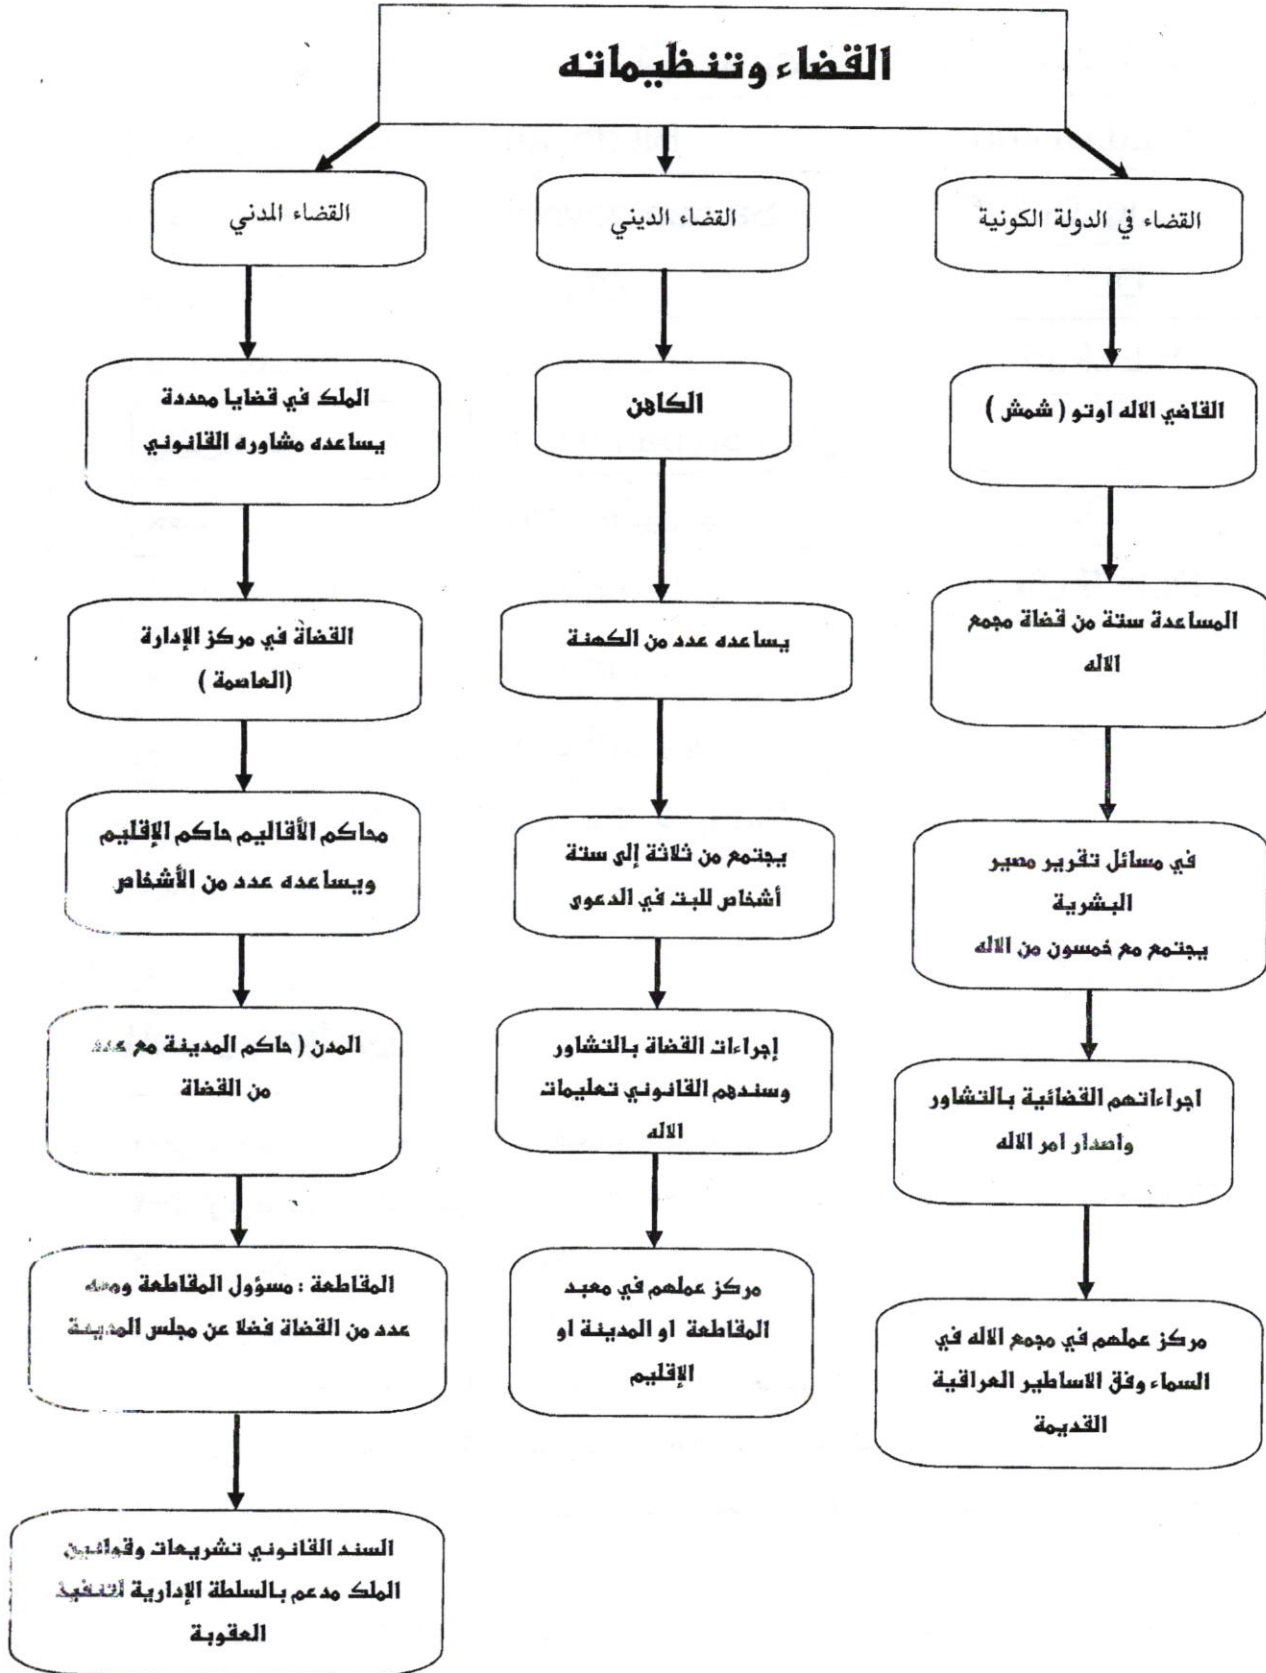 القضاء وتنظيماته
القضاء في الدولة الكونية
القاضي الاله اوتو ( شمش )
المساعدة ستة من قضاة مجمع
الاله
في مسائل تقرير مصير
البشرية
يجتمع مع خمسون من الاله
اجراءاتهم القضائية بالتشاور
واصدار امر الاله
مركز عملهم في مجمع الاله في
السماء وفق الاساطير العراقية
القديمة
القضاء الديني
الكاهن
يساعده عدد من الكهنة
يجتمع من ثلاثة إلى ستة
أشخاص للبت في الدعوى
إجراءات القضاة بالتشاور
وسندهم القانوني تعليمات
الاله
مركز عملهم في معبد
المقاطعة او المدينة او
الإقليم
القضاء المدني
الملك في قضايا محددة
يساعده مشاوره القانوني
القضاة في مركز الإدارة
(العاصمة )
محاكم الأقاليم حاكم الإقليم
ويساعده عدد من الأشخاص
المدن ( حاكم المدينة مع عدد
من القضاة
المقاطعة : مسؤول المقاطعة ومعه
عدد من القضاة فضلا عن مجلس المدينة
السند القانوني تشريعات وقوانين
الملك مدعم بالسلطة الإدارية لتنفيذ
العقوبة